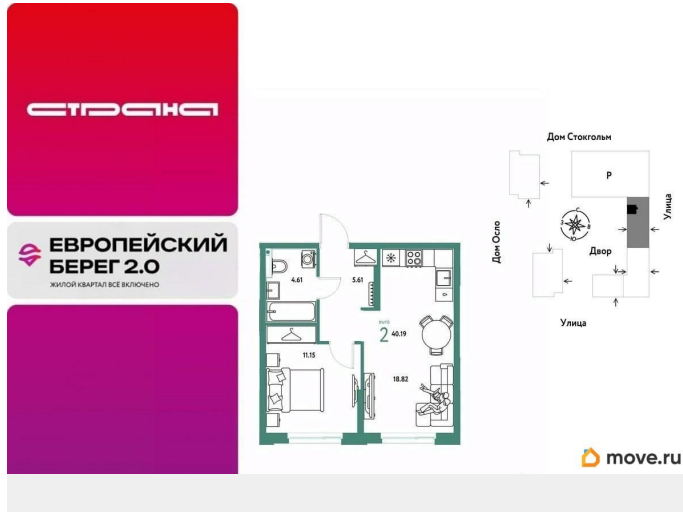 СТРАНА
ЕВРОПЕЙСКИЙ
БЕРЕГ 2.0
ЖИЛОЙ КВАРТАЛ ВСЁ ВКЛЮЧЕНО
4.61
5.61
2 40.19
11.15
18.82
Дом Стокгольм
Р
Улица
С
З
В
Ю
Дом Осло
Двор
Улица
move.ru